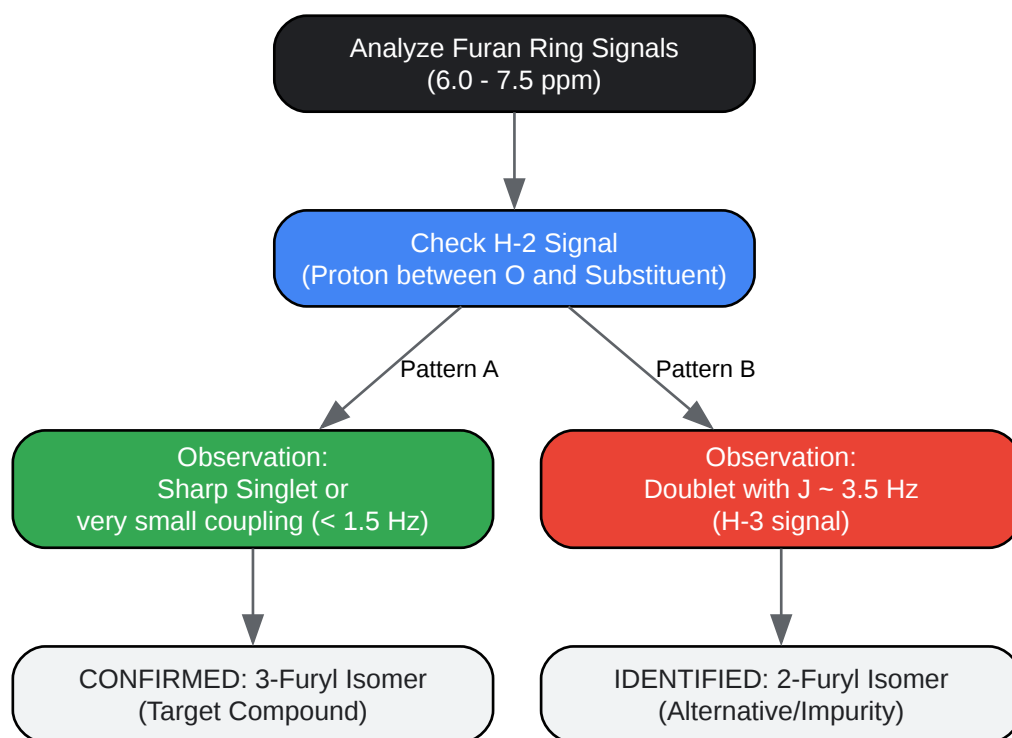 Analyze Furan Ring Signals
(6.0 - 7.5 ppm)
Check H-2 Signal
(Proton between O and Substituent)
Pattern A
Pattern B
Observation:
Sharp Singlet or
very small coupling (< 1.5 Hz)
Observation:
Doublet with J ~ 3.5 Hz
(H-3 signal)
CONFIRMED: 3-Furyl Isomer
(Target Compound)
IDENTIFIED: 2-Furyl Isomer
(Alternative/Impurity)